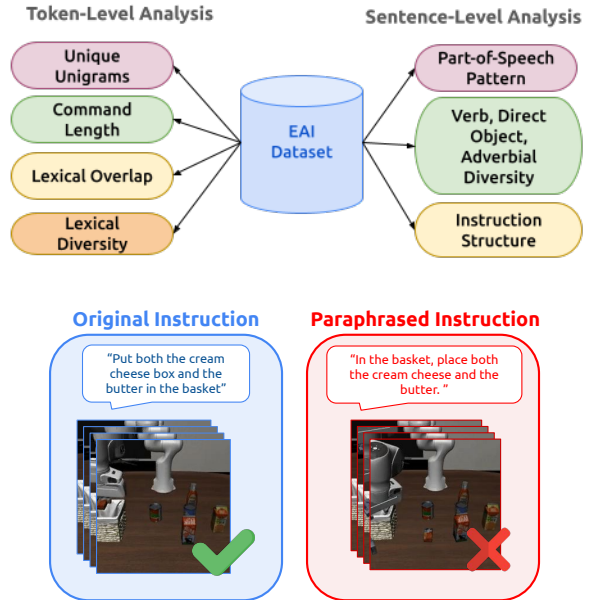 Token-Level Analysis
Sentence-Level Analysis
Unique
Unigrams
Command
Length
Lexical Overlap
Lexical
Diversity
EAI
Dataset
Part-of-Speech
Pattern
Verb, Direct
Object,
Adverbial
Diversity
Instruction
Structure
Original Instruction
“Put both the cream
cheese box and the
butter in the basket”
Paraphrased Instruction
“In the basket, place both
the cream cheese and the
butter. ”